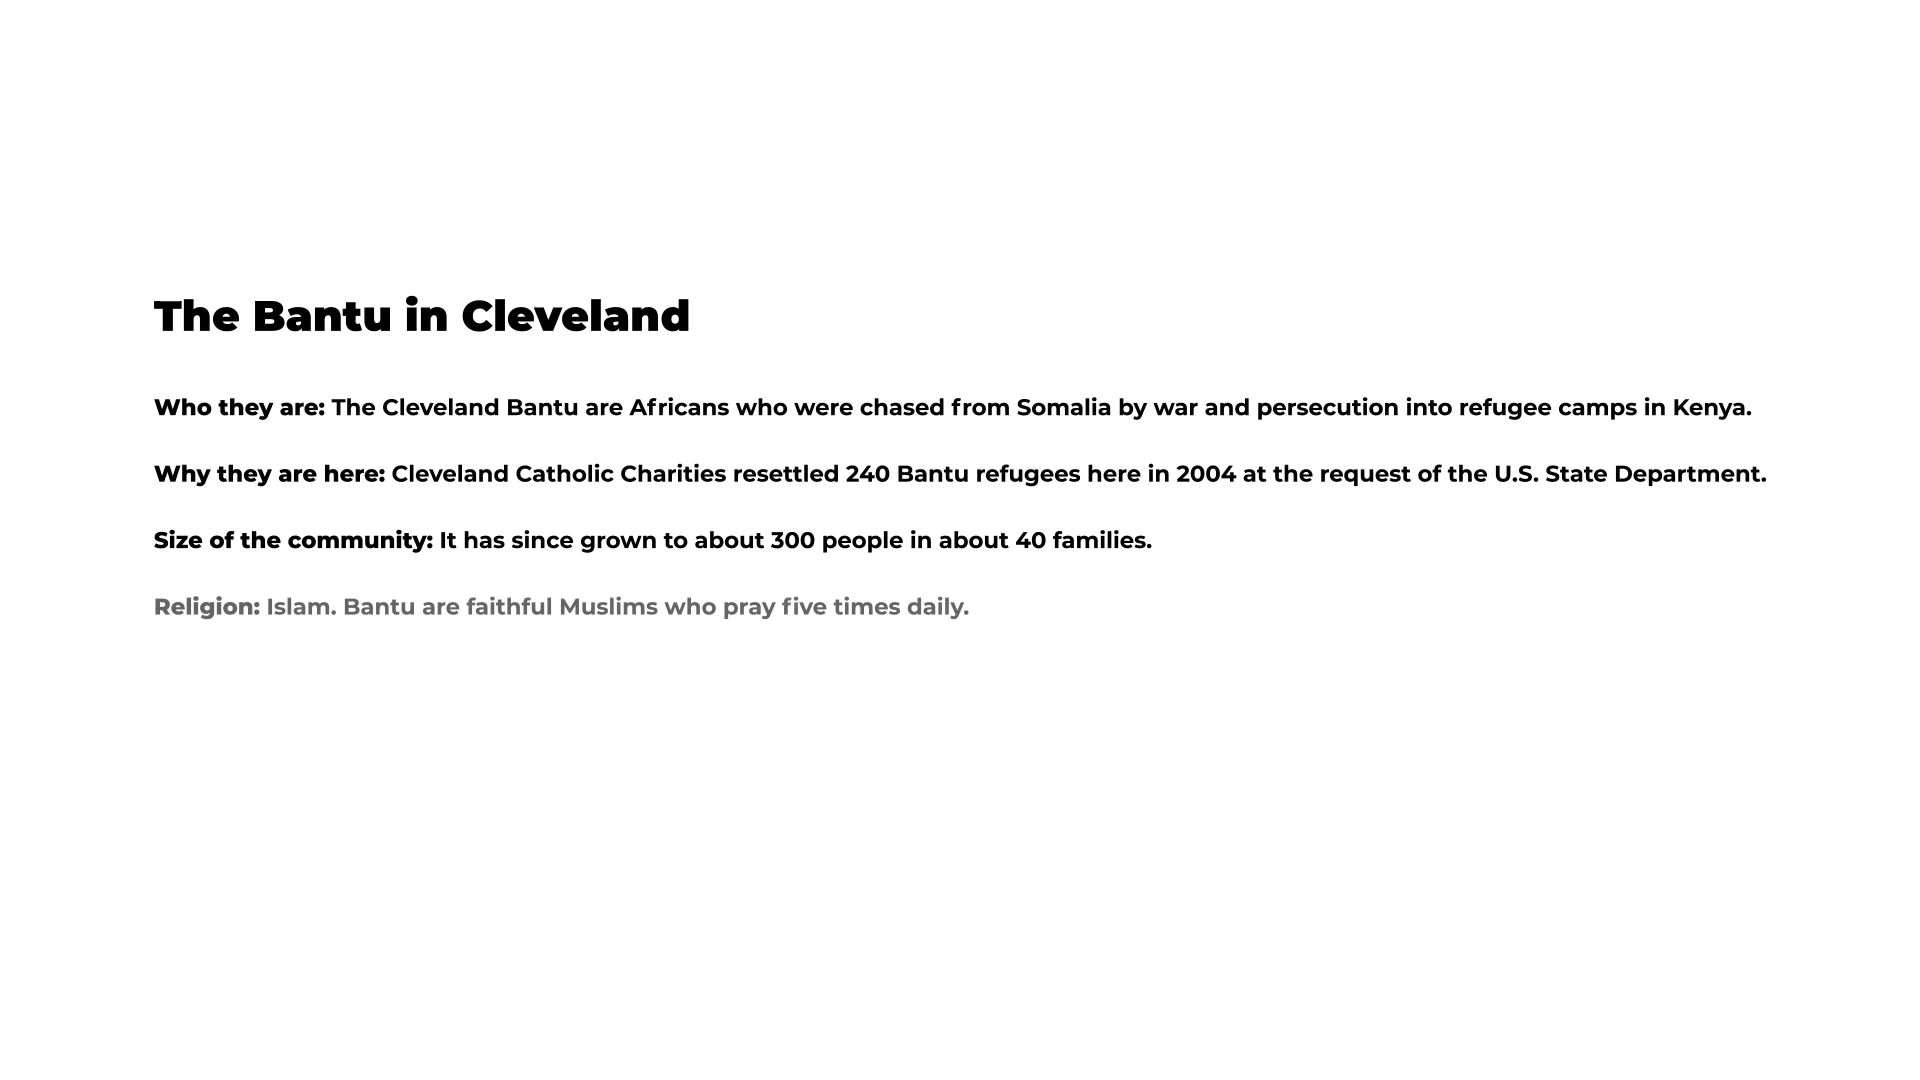 The Bantu in Cleveland
Who they are: The Cleveland Bantu are Africans who were chased from Somalia by war and persecution into refugee camps in Kenya.
Why they are here: Cleveland Catholic Charities resettled 240 Bantu refugees here in 2004 at the request of the U.S. State Department.
Size of the community: It has since grown to about 300 people in about 40 families.
Religion: Islam. Bantu are faithful Muslims who pray five times daily.